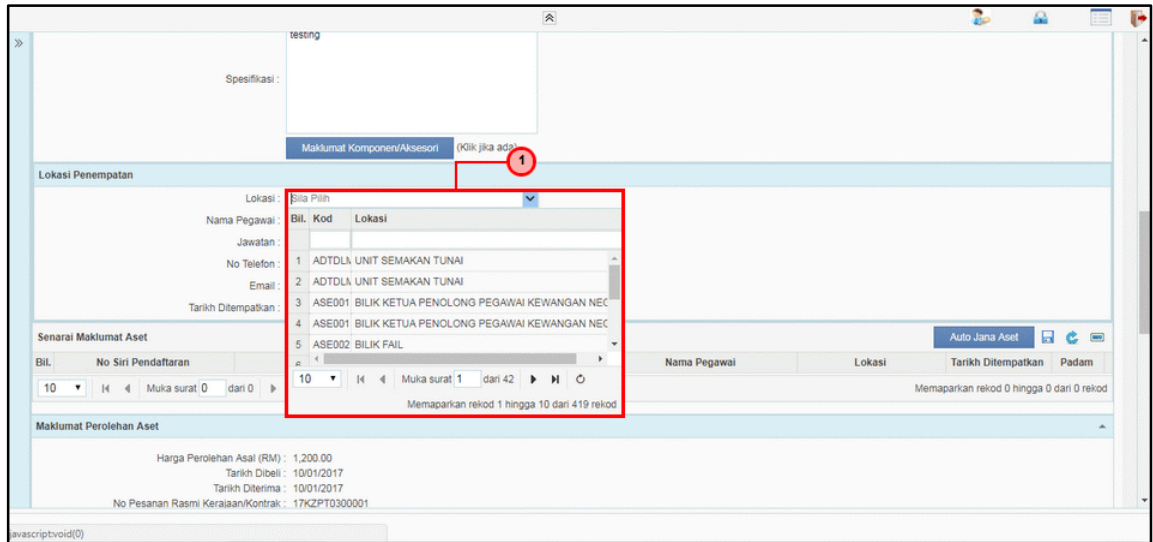 testing
Spesifikasi :
Maklumat Komponen/Aksesori (Klik jika ada)
1
Lokasi Penempatan
Lokasi : Sila Pilih
Nama Pegawai :
Jawatan :
No Telefon :
Email :
Tarikh Ditempatkan :
Bil. Kod Lokasi
1 ADTDLM UNIT SEMAKAN TUNAI
2 ADTDLM UNIT SEMAKAN TUNAI
3 ASE001 BILIK KETUA PENOLONG PEGAWAI KEWANGAN NEG
4 ASE001 BILIK KETUA PENOLONG PEGAWAI KEWANGAN NEG
5 ASE002 BILIK FAIL
6
10 Muka surat 1 dari 42
Memaparkan rekod 1 hingga 10 dari 419 rekod
Senarai Maklumat Aset Auto Jana Aset
Bil. No Siri Pendaftaran Nama Pegawai Lokasi Tarikh Ditempatkan Padam
10 Muka surat 0 dari 0 Memaparkan rekod 0 hingga 0 dari 0 rekod
Maklumat Perolehan Aset
Harga Perolehan Asal (RM) : 1,200.00
Tarikh Dibeli : 10/01/2017
Tarikh Diterima : 10/01/2017
No Pesanan Rasmi Kerajaan/Kontrak : 17KZPT0300001
javascript:void(0)